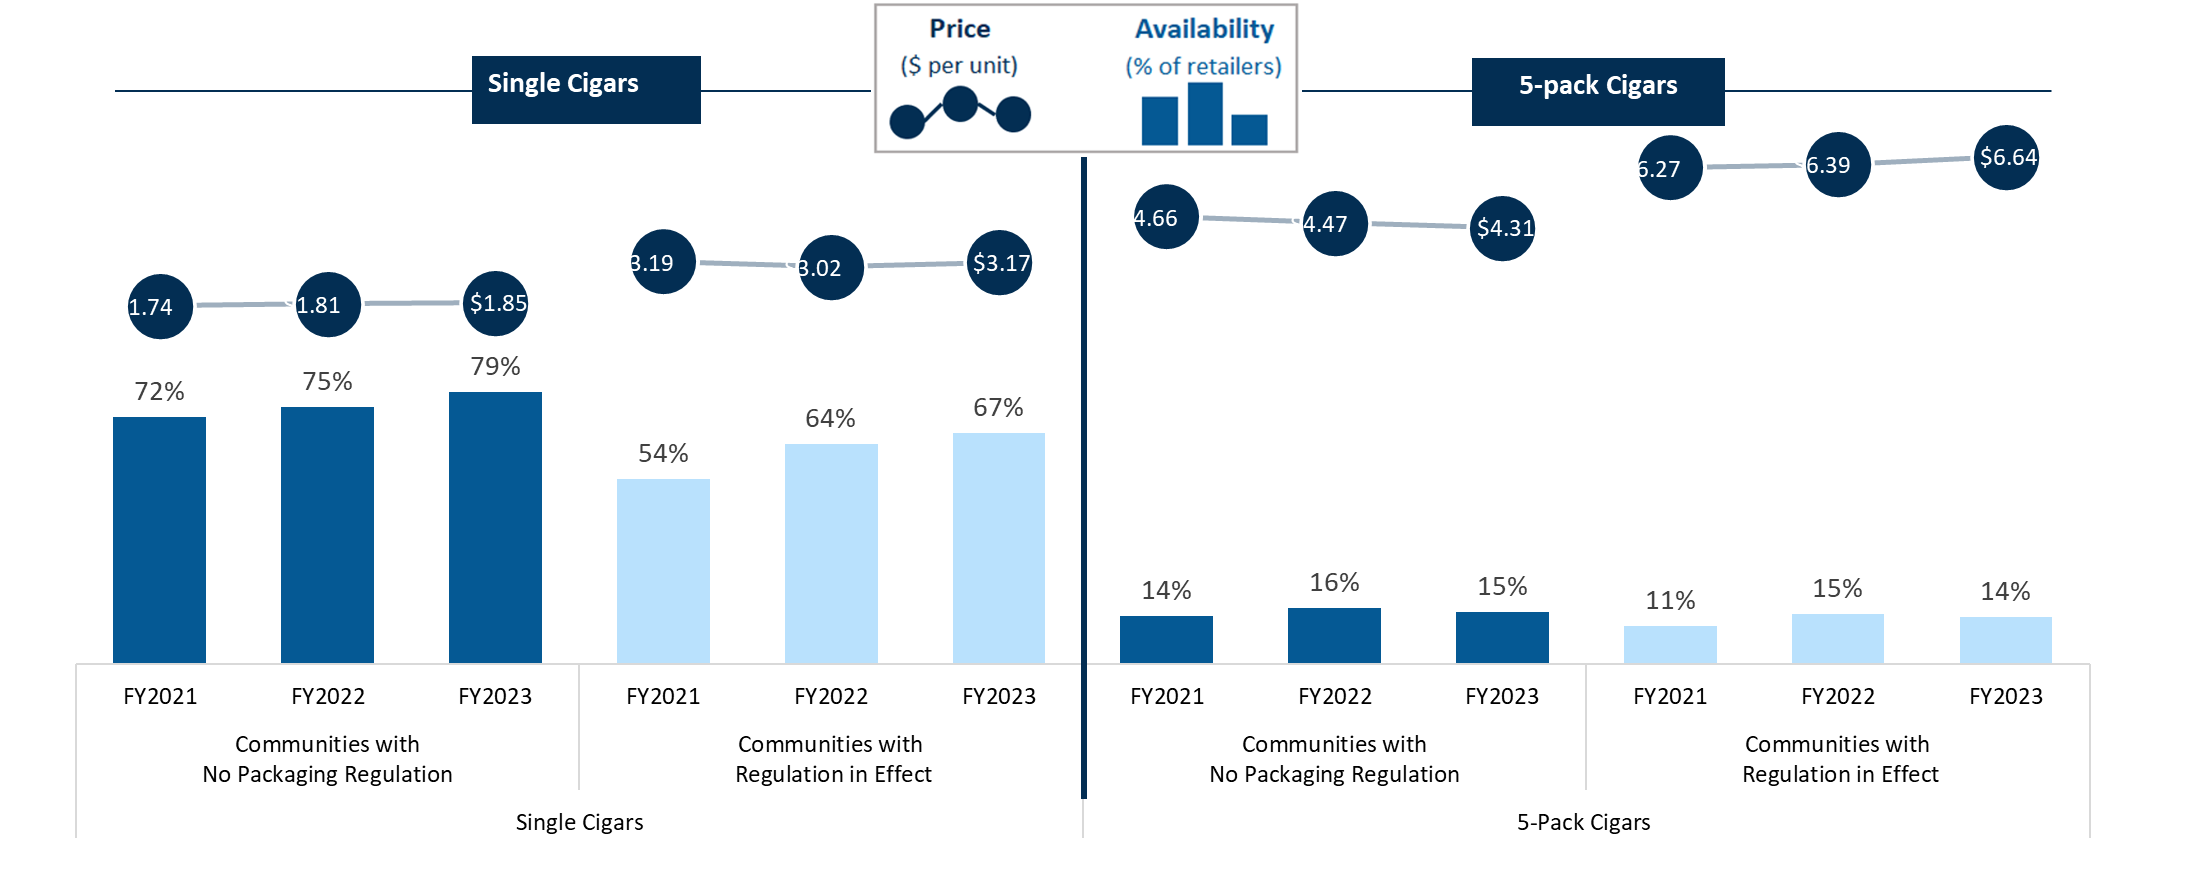 Price
($ per unit)
Availability
(% of retailers)
Single Cigars
5-pack Cigars
1.74
$1.81
$1.85
3.19
$3.02
$3.17
4.66
$4.47
$4.31
6.27
$6.39
$6.64
72%
75%
79%
54%
64%
67%
14%
16%
15%
11%
15%
14%
FY2021
FY2022
FY2023
FY2021
FY2022
FY2023
FY2021
FY2022
FY2023
FY2021
FY2022
FY2023
Communities with
No Packaging Regulation
Communities with
Regulation in Effect
Communities with
No Packaging Regulation
Communities with
Regulation in Effect
Single Cigars
5-Pack Cigars